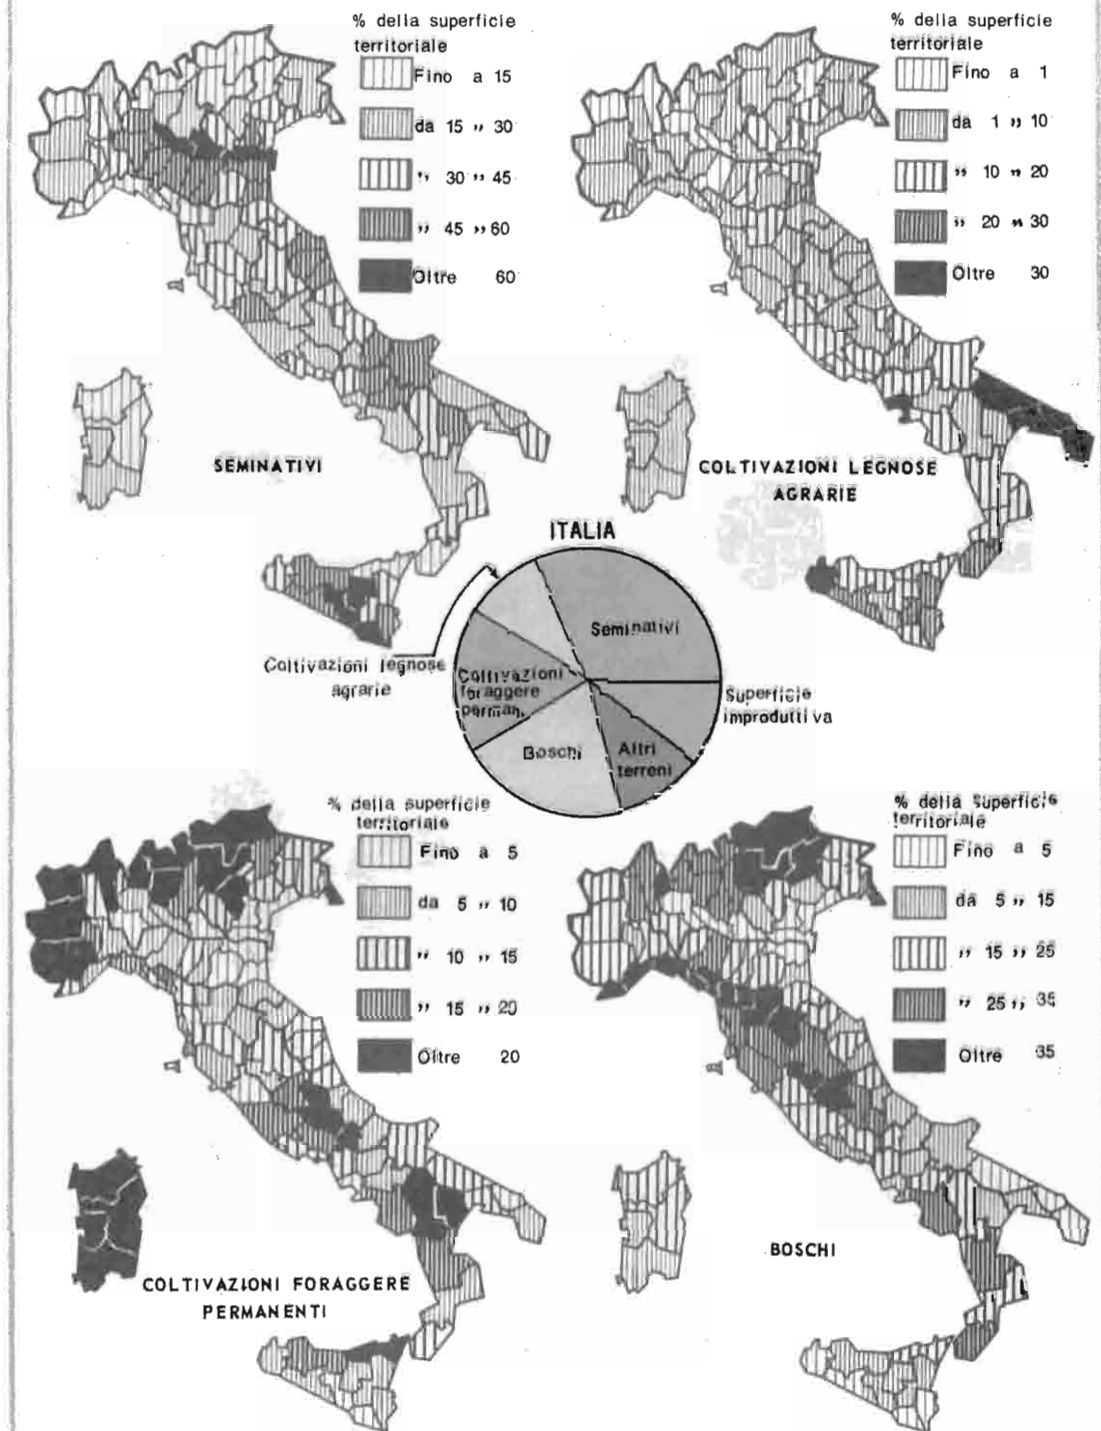 % della superficie
territoriale
Fino a 15
da 15 ,, 30
,, 30 ,, 45
,, 45 ,, 60
Oltre 60
SEMINATIVI
% della superficie
territoriale
Fino a 1
da 1 ,, 10
,, 10 ,, 20
,, 20 ,, 30
Oltre 30
COLTIVAZIONI LEGNOSE
AGRARIE
ITALIA
Seminativi
Superficie
improduttiva
Altri
terreni
Boschi
Coltivazioni
foraggere
perman.
Coltivazioni legnose
agrarie
% della superficie
territoriale
Fino a 5
da 5 ,, 10
,, 10 ,, 15
,, 15 ,, 20
Oltre 20
COLTIVAZIONI FORAGGERE
PERMANENTI
% della superficie
territoriale
Fino a 5
da 5 ,, 15
,, 15 ,, 25
,, 25 ,, 35
Oltre 35
BOSCHI